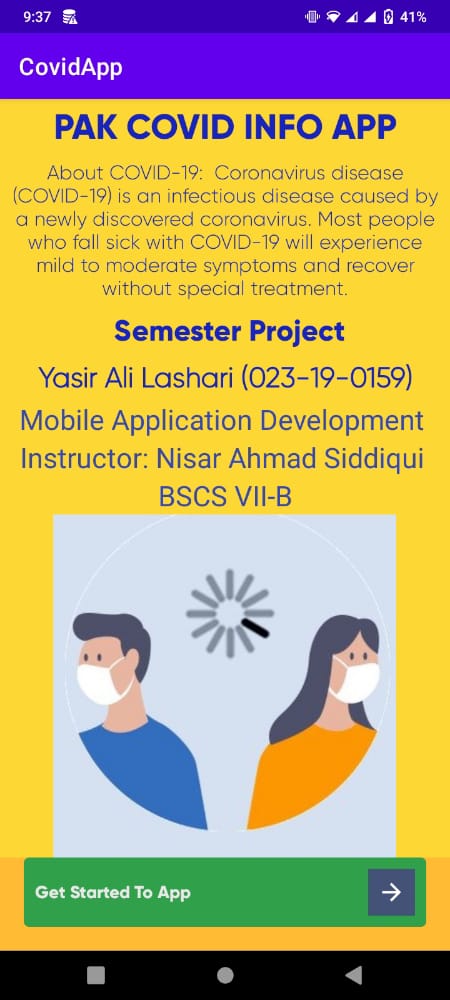 9:37
41%
CovidApp
PAK COVID INFO APP
About COVID-19: Coronavirus disease
(COVID-19) is an infectious disease caused by
a newly discovered coronavirus. Most people
who fall sick with COVID-19 will experience
mild to moderate symptoms and recover
without special treatment.
Semester Project
Yasir Ali Lashari (023-19-0159)
Mobile Application Development
Instructor: Nisar Ahmad Siddiqui
BSCS VII-B
Get Started To App